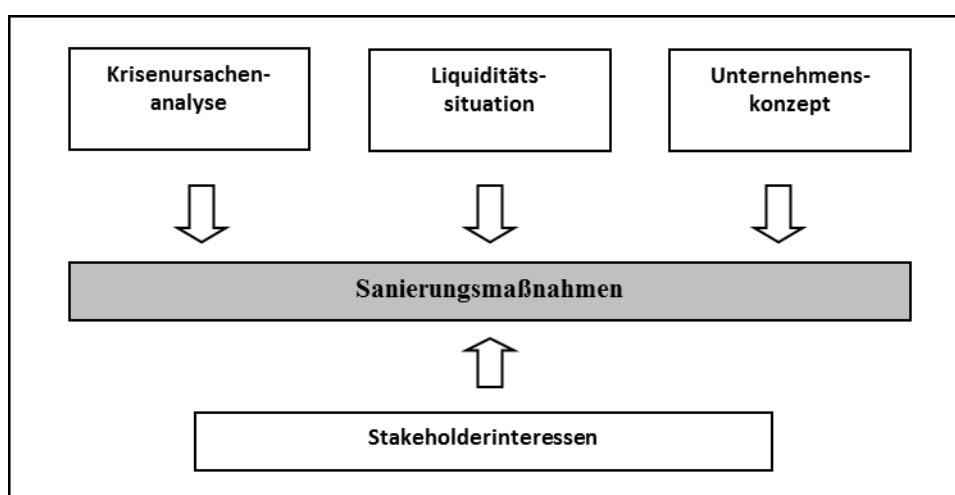 Krisenursachen-
analyse
Liquiditäts-
situation
Unternehmens-
konzept
Sanierungsmaßnahmen
Stakeholderinteressen